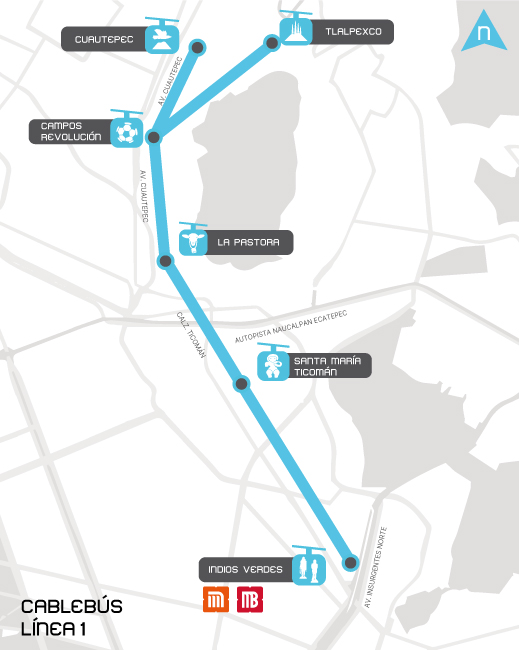 n
CUAUTEPEC
TLALPEXCO
AV. CUAUTEPEC
CAMPOS
REVOLUCIÓN
AV. CUAUTEPEC
LA PASTORA
CALZ. TICOMÁN
AUTOPISTA NAUCALPAN ECATEPEC
SANTA MARÍA
TICOMÁN
AV. INSURGENTES NORTE
INDIOS VERDES
MB
CABLEBÚS
LÍNEA 1